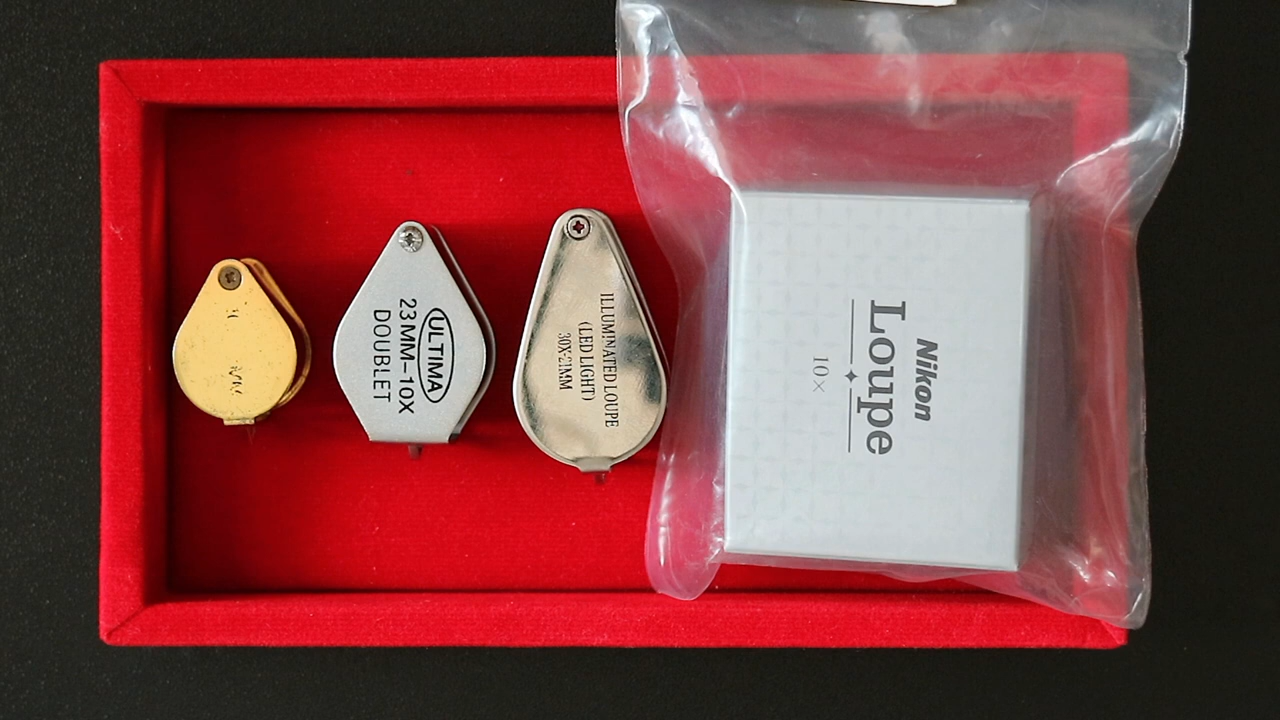 ULTIMA
23 MM–10X
DOUBLET
ILLUMINATED LOUPE
(LED LIGHT)
30X-21MM
Nikon
Loupe
10×